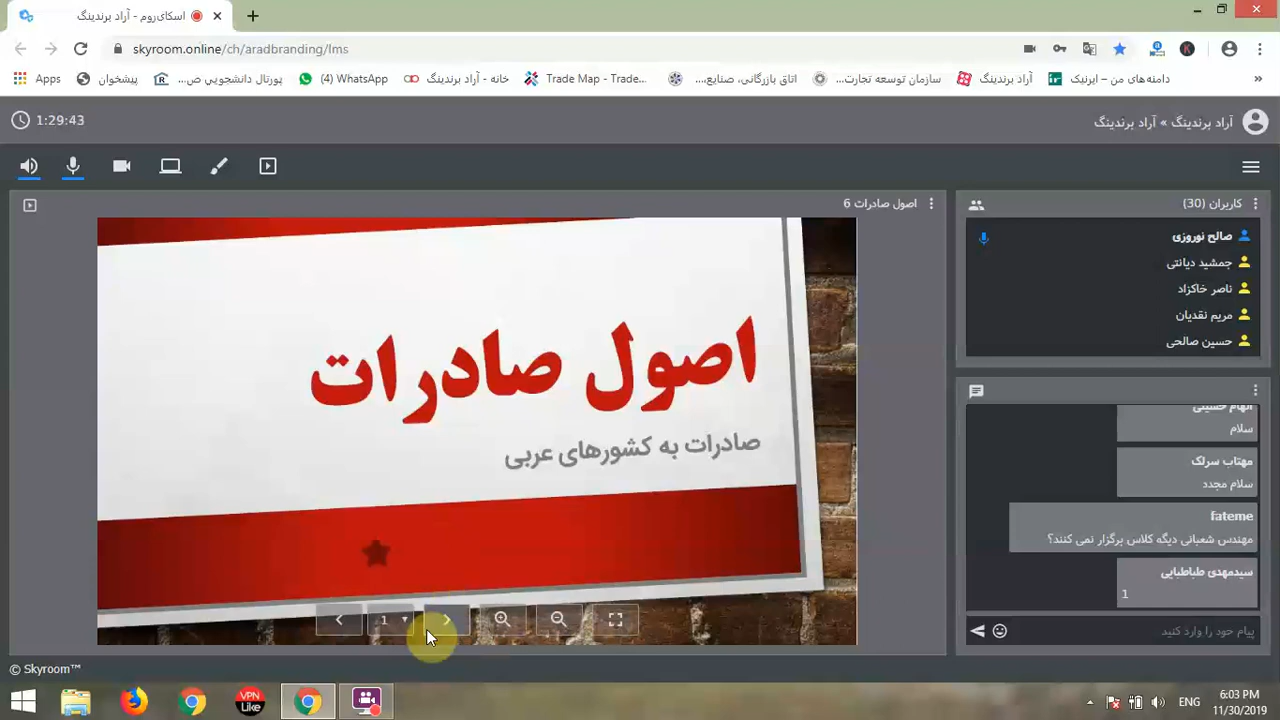 اسکای‌روم - آراد برندینگ
skyroom.online/ch/aradbranding/lms
Apps
پیشخوان
پورتال دانشجویی ص...
(4) WhatsApp
خانه - آراد برندینگ
Trade Map - Trade...
اتاق بازرگانی، صنایع...
سازمان توسعه تجارت...
آراد برندینگ
دامنه‌های من – ایرنیک
»
1:29:43
آراد برندینگ » آراد برندینگ
اصول صادرات 6
اصول صادرات
صادرات به کشورهای عربی
1
کاربران (30)
صالح نوروزی
جمشید دیانتی
ناصر خاکزاد
مریم نقدیان
حسین صالحی
الهام حسینی
سلام
مهتاب سرلک
سلام مجدد
fateme
مهندس شعبانی دیگه کلاس برگزار نمی کنند؟
سیدمهدی طباطبایی
1
پیام خود را وارد کنید
© Skyroom™
VPN
Like
ENG
6:03 PM
11/30/2019